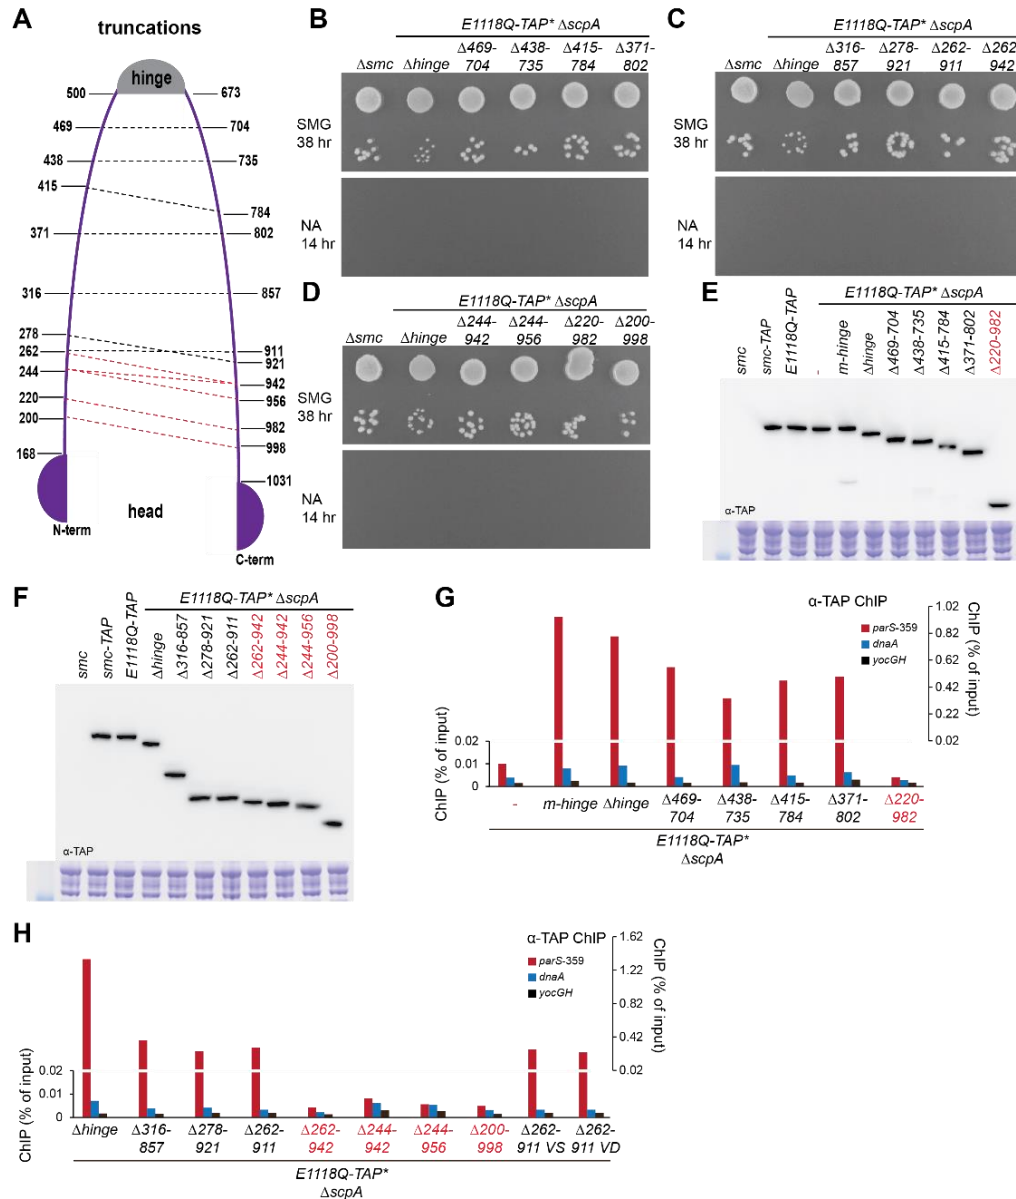 A
truncations
hinge
500 673
469 704
438 735
415
784
371 802
316 857
278
262 911
921
244 942
956
220
982
200
998
168
1031
head
N-term
C-term
B
E1118Q-TAP* ΔscpA
Δ469- Δ438- Δ415- Δ371-
Δsmc Δhinge 704 735 784 802
SMG
38 hr
NA
14 hr
C
E1118Q-TAP* ΔscpA
Δ316- Δ278- Δ262- Δ262
Δsmc Δhinge 857 921 911 942
SMG
38 hr
NA
14 hr
D
E1118Q-TAP* ΔscpA
Δ244- Δ244- Δ220- Δ200-
Δsmc Δhinge 942 956 982 998
SMG
38 hr
NA
14 hr
E
E1118Q-TAP* ΔscpA
smc
smc-TAP
E1118Q-TAP
-
m-hinge
Δhinge
Δ469-704
Δ438-735
Δ415-784
Δ371-802
Δ220-982
α-TAP
F
E1118Q-TAP* ΔscpA
smc
smc-TAP
E1118Q-TAP
Δhinge
Δ316-857
Δ278-921
Δ262-911
Δ262-942
Δ244-942
Δ244-956
Δ200-998
α-TAP
G
α-TAP ChIP
parS-359
dnaA
yocGH
1.02
0.82
0.62
0.42
0.22
0.02
ChIP (% of input)
0.02
0.01
0
ChIP (% of input)
- m-hinge Δhinge Δ469- Δ438- Δ415- Δ371- Δ220-
704 735 784 802 982
E1118Q-TAP*
ΔscpA
H
α-TAP ChIP
parS-359
dnaA
yocGH
1.62
1.22
0.82
0.42
0.02
ChIP (% of input)
0.02
0.01
0
ChIP (% of input)
Δhinge Δ316- Δ278- Δ262- Δ262- Δ244- Δ244- Δ200- Δ262- Δ262-
857 921 911 942 942 956 998 911 VS 911 VD
E1118Q-TAP*
ΔscpA